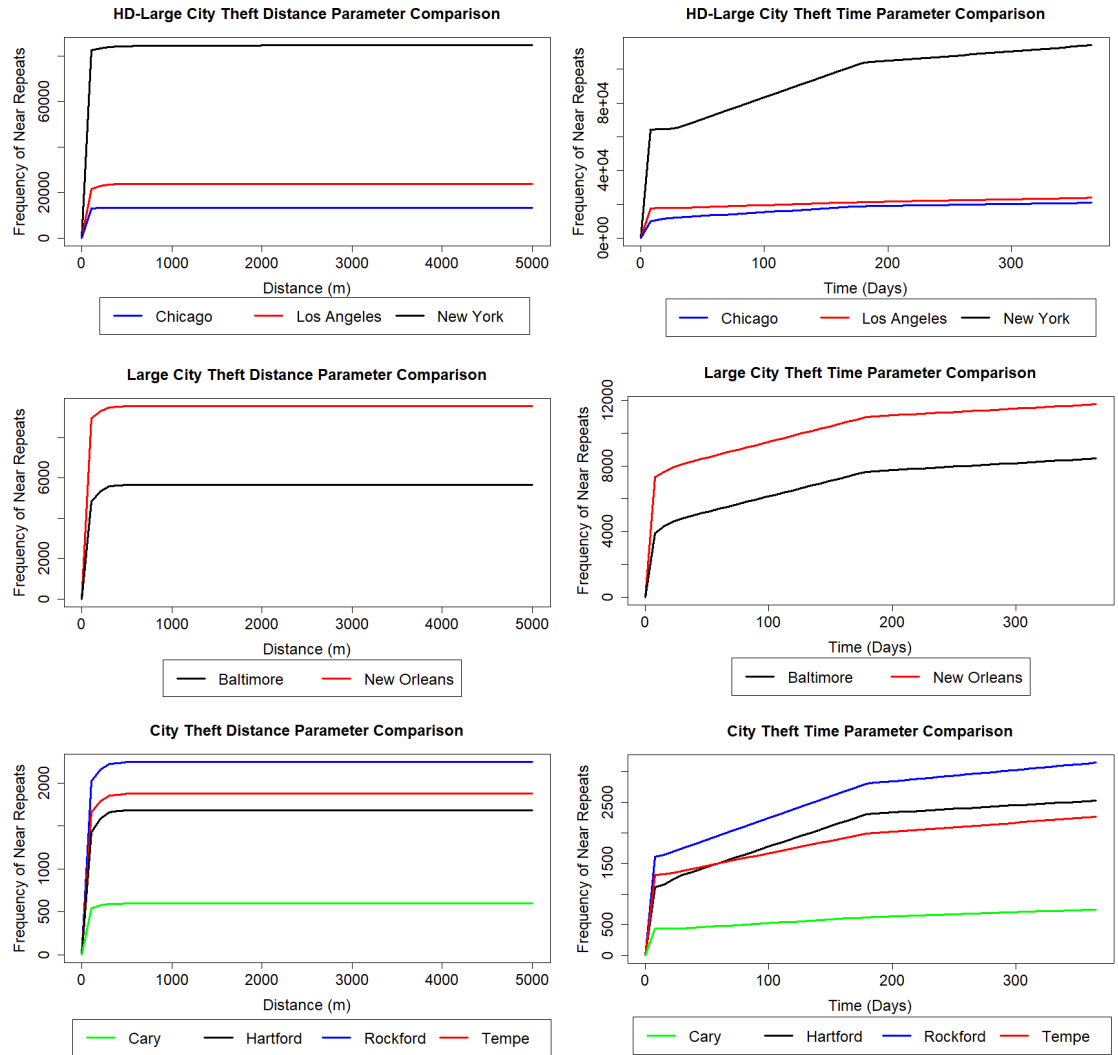 HD-Large City Theft Distance Parameter Comparison
Frequency of Near Repeats
60000
20000
0
0 1000 2000 3000 4000 5000
Distance (m)
Chicago Los Angeles New York
HD-Large City Theft Time Parameter Comparison
Frequency of Near Repeats
8e+04
4e+04
0e+00
0 100 200 300
Time (Days)
Chicago Los Angeles New York
Large City Theft Distance Parameter Comparison
Frequency of Near Repeats
6000
2000
0
0 1000 2000 3000 4000 5000
Distance (m)
Baltimore New Orleans
Large City Theft Time Parameter Comparison
Frequency of Near Repeats
12000
8000
4000
0
0 100 200 300
Time (Days)
Baltimore New Orleans
City Theft Distance Parameter Comparison
Frequency of Near Repeats
2000
1000
500
0
0 1000 2000 3000 4000 5000
Distance (m)
Cary Hartford Rockford Tempe
City Theft Time Parameter Comparison
Frequency of Near Repeats
2500
1500
500
0
0 100 200 300
Time (Days)
Cary Hartford Rockford Tempe